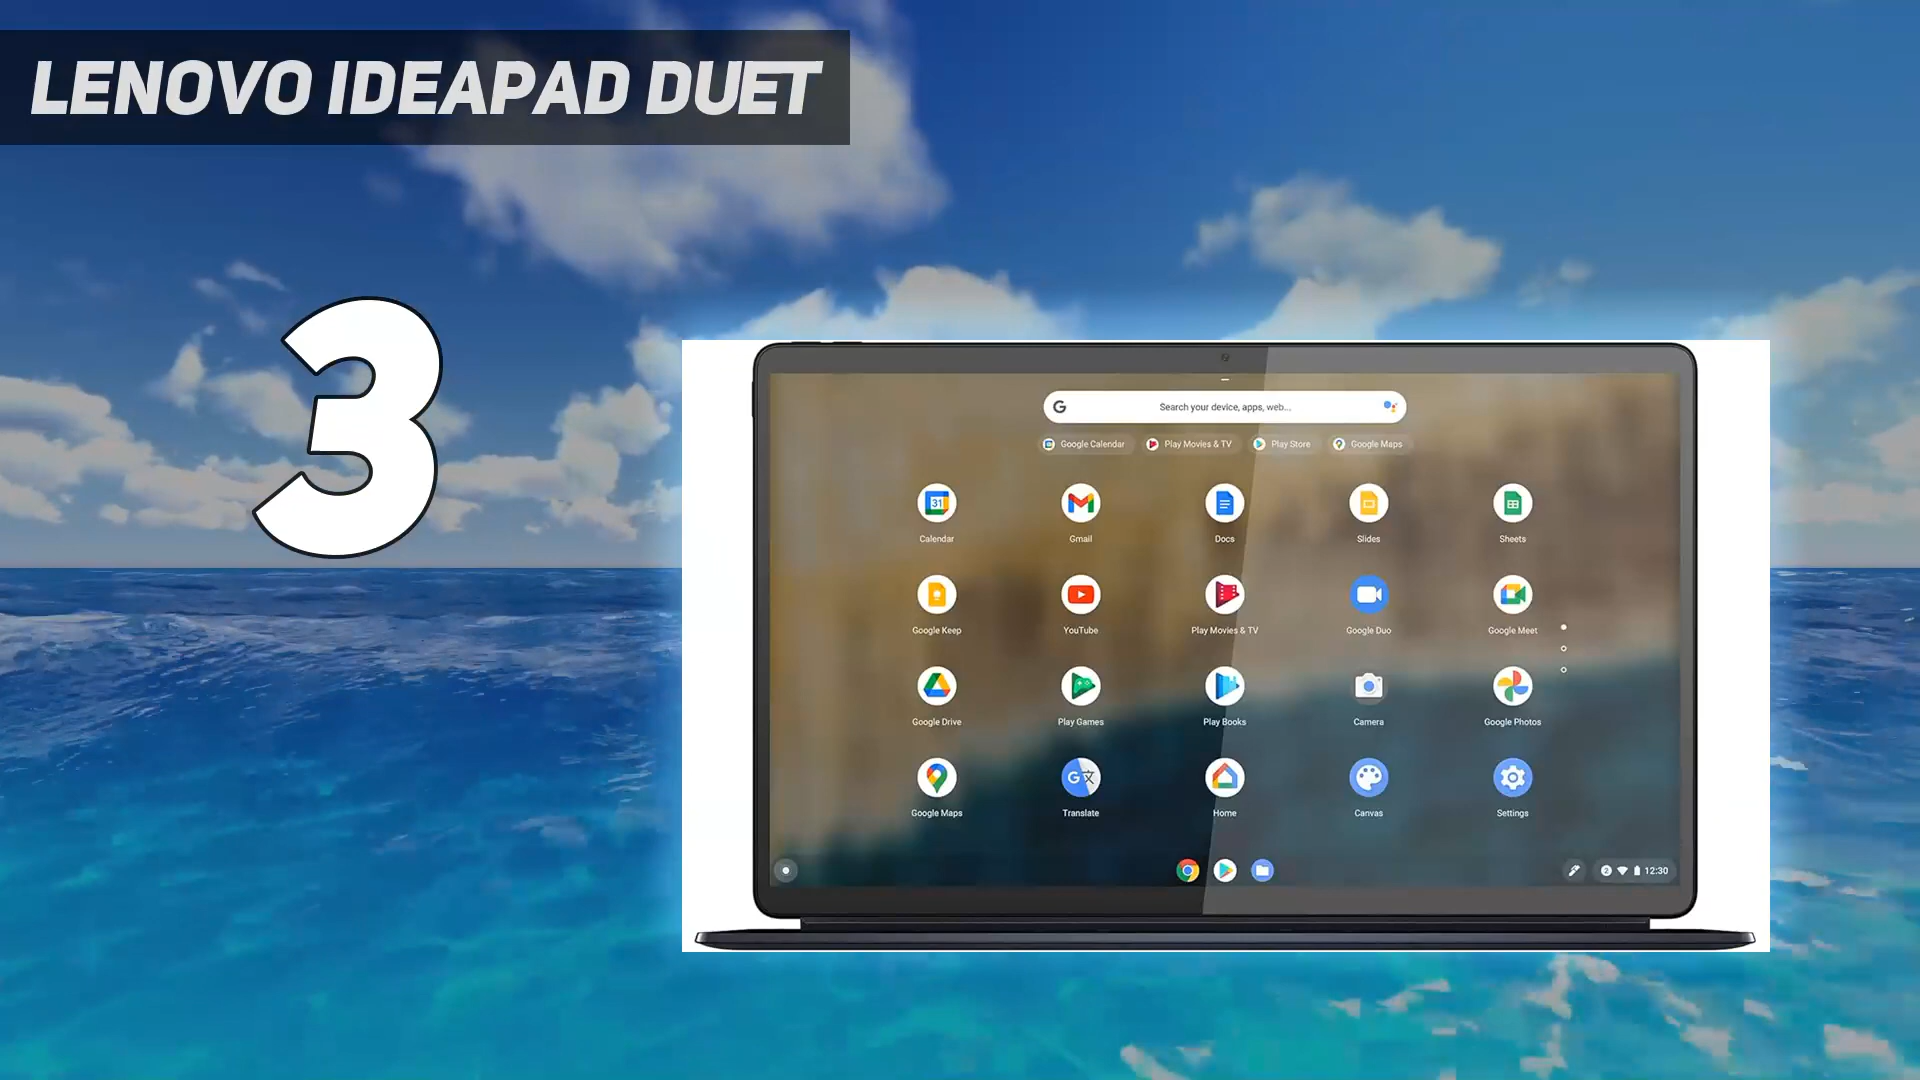 LENOVO IDEAPAD DUET
3
G Search your device, apps, web...
Google Calendar Play Movies & TV Play Store Google Maps
31
Calendar Gmail Docs Slides Sheets
Google Keep YouTube Play Movies & TV Google Duo Google Meet
Google Drive Play Games Play Books Camera Google Photos
G
Google Maps Translate Home Canvas Settings
2 12:30